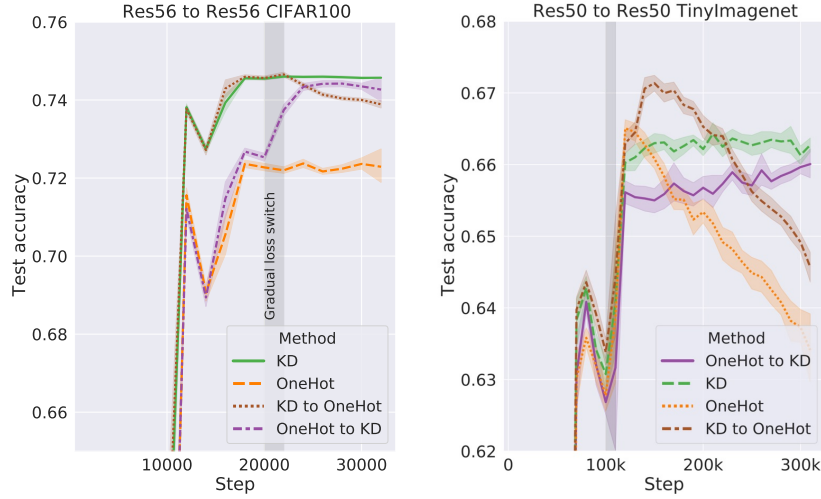 Res56 to Res56 CIFAR100
0.76
0.74
0.72
0.70
0.68
0.66
Test accuracy
Gradual loss switch
Method
KD
OneHot
KD to OneHot
OneHot to KD
10000
20000
30000
Step
Res50 to Res50 TinyImagenet
0.68
0.67
0.66
0.65
0.64
0.63
0.62
Test accuracy
Method
OneHot to KD
KD
OneHot
KD to OneHot
0
100k
200k
300k
Step